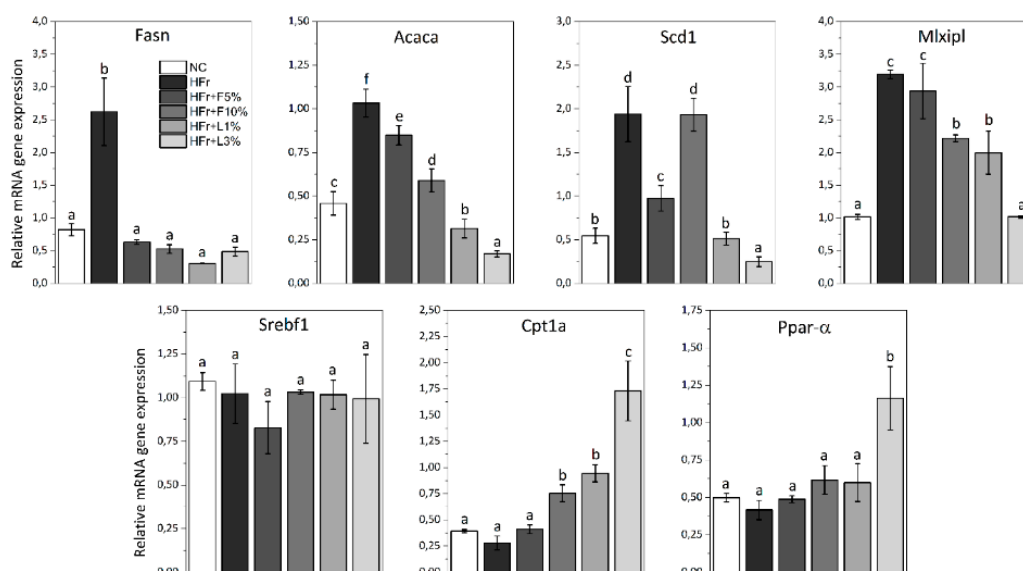 Fasn
Acaca
Scd1
Mlxipl
Relative mRNA gene expression
4,0
3,5
3,0
2,5
2,0
1,5
1,0
0,5
0,0
a
b
a
a
a
a
NC
HFr
HFr+F5%
HFr+F10%
HFr+L1%
HFr+L3%
1,50
1,25
1,00
0,75
0,50
0,25
0,00
c
f
e
d
b
a
3,0
2,5
2,0
1,5
1,0
0,5
0,0
b
d
c
d
b
a
4,0
3,5
3,0
2,5
2,0
1,5
1,0
0,5
0,0
a
c
c
b
b
a
Srebf1
Cpt1a
Ppar-α
Relative mRNA gene expression
1,50
1,25
1,00
0,75
0,50
0,25
0,00
a
a
a
a
a
a
2,50
2,25
2,00
1,75
1,50
1,25
1,00
0,75
0,50
0,25
0,00
a
a
a
b
b
c
1,75
1,50
1,25
1,00
0,75
0,50
0,25
0,00
a
a
a
a
a
b